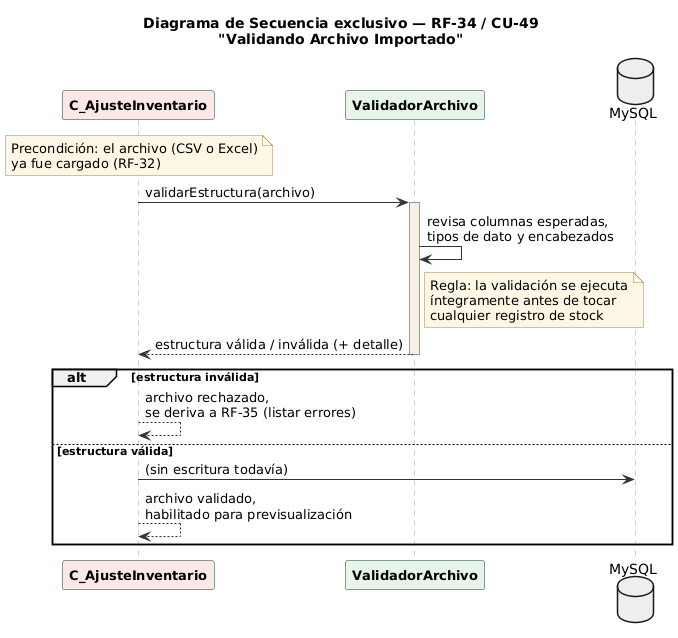 Diagrama de Secuencia exclusivo — RF-34 / CU-49
"Validando Archivo Importado"
C_AjusteInventario
ValidadorArchivo
MySQL
Precondición: el archivo (CSV o Excel)
ya fue cargado (RF-32)
validarEstructura(archivo)
revisa columnas esperadas,
tipos de dato y encabezados
Regla: la validación se ejecuta
íntegramente antes de tocar
cualquier registro de stock
estructura válida / inválida (+ detalle)
alt
[estructura inválida]
archivo rechazado,
se deriva a RF-35 (listar errores)
[estructura válida]
(sin escritura todavía)
archivo validado,
habilitado para previsualización
C_AjusteInventario
ValidadorArchivo
MySQL